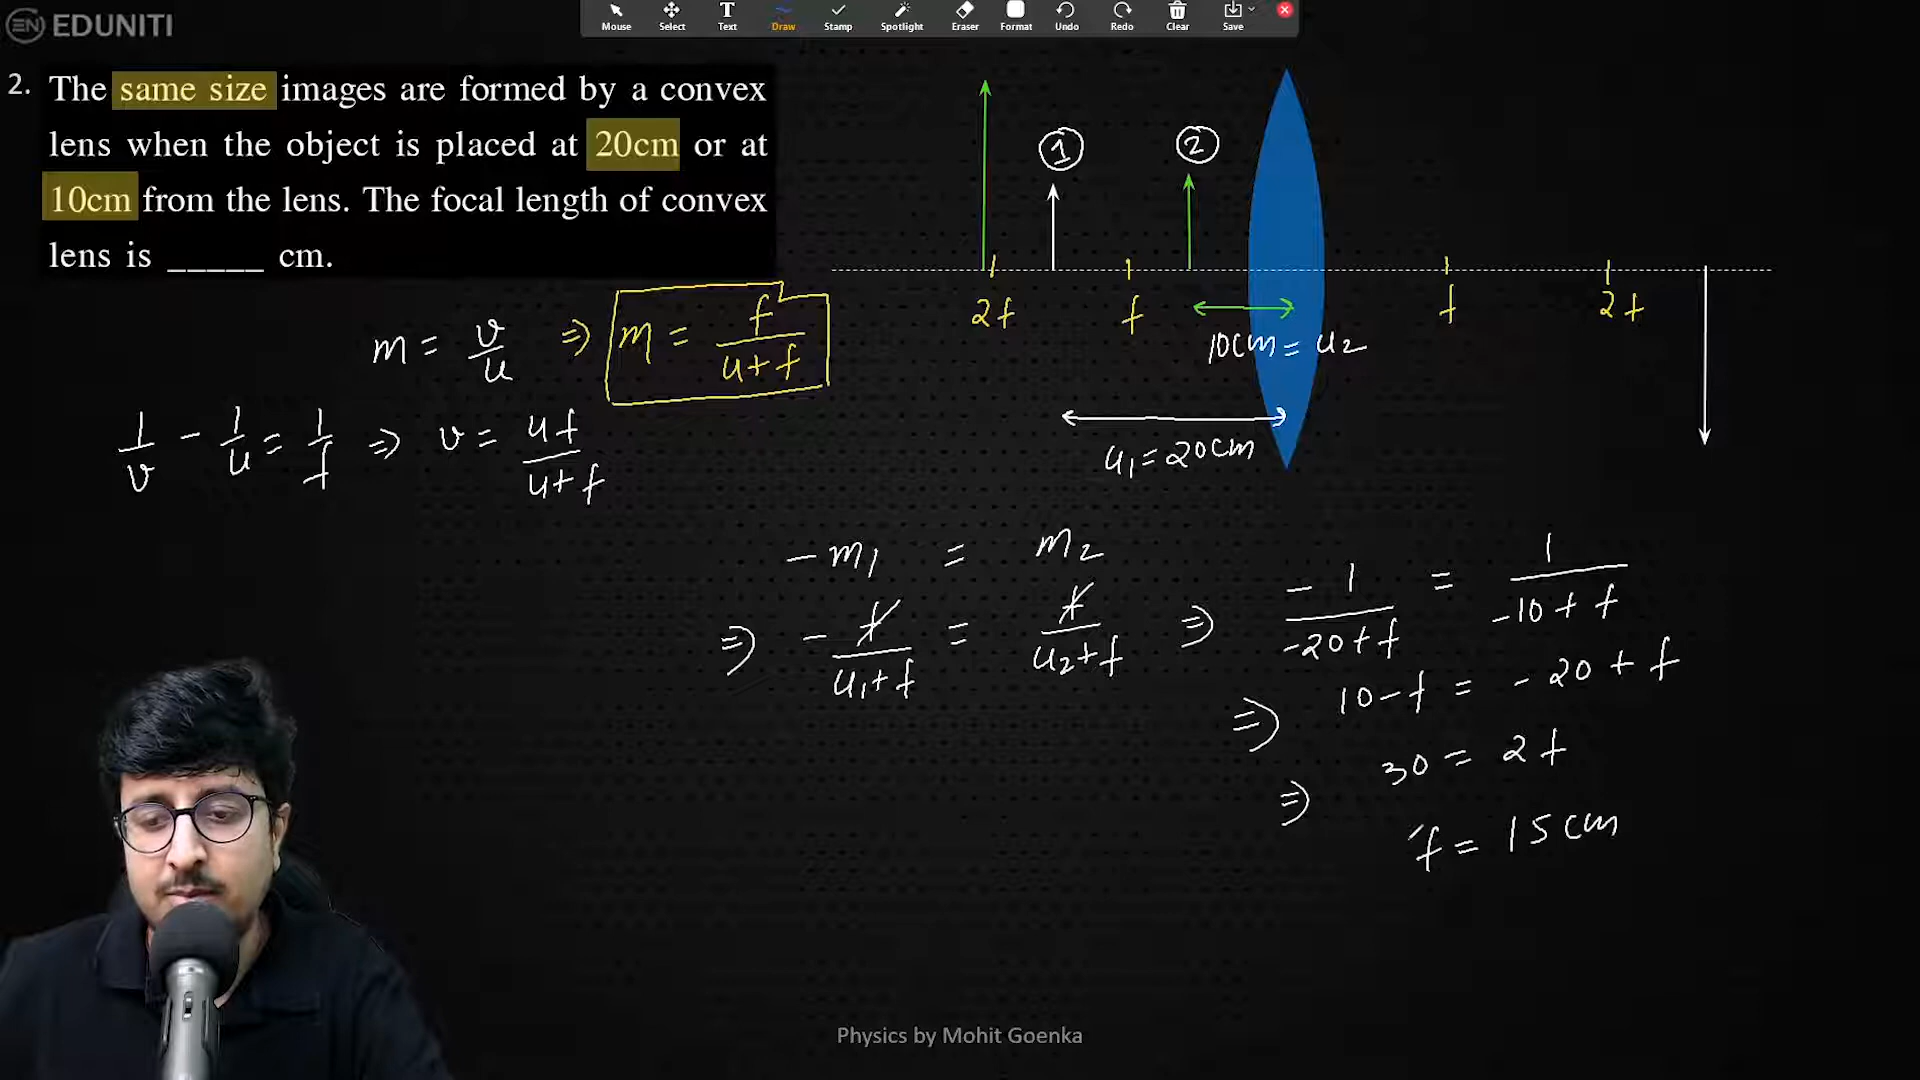 EN EDUNITI
Mouse Select Text Draw Stamp Spotlight Eraser Format Undo Redo Clear Save
2. The same size images are formed by a convex
lens when the object is placed at 20cm or at
10cm from the lens. The focal length of convex
lens is _____ cm.
1 2
2f f f 2f
10cm = u₂
u₁ = 20cm
m = v/u ⇒ m = f/(u+f)
1/v - 1/u = 1/f ⇒ v = uf/(u+f)
-m₁ = m₂
⇒ -f/(u₁+f) = f/(u₂+f) ⇒ -1/(-20+f) = 1/(-10+f)
⇒ 10-f = -20+f
⇒ 30 = 2f
f = 15cm
Physics by Mohit Goenka